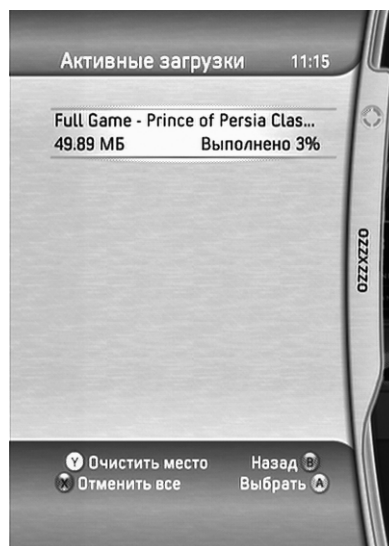 Активные загрузки 11:15
Full Game - Prince of Persia Clas...
49.89 МБ Выполнено 3%
OZZXZZO
Y Очистить место Назад B
X Отменить все Выбрать A